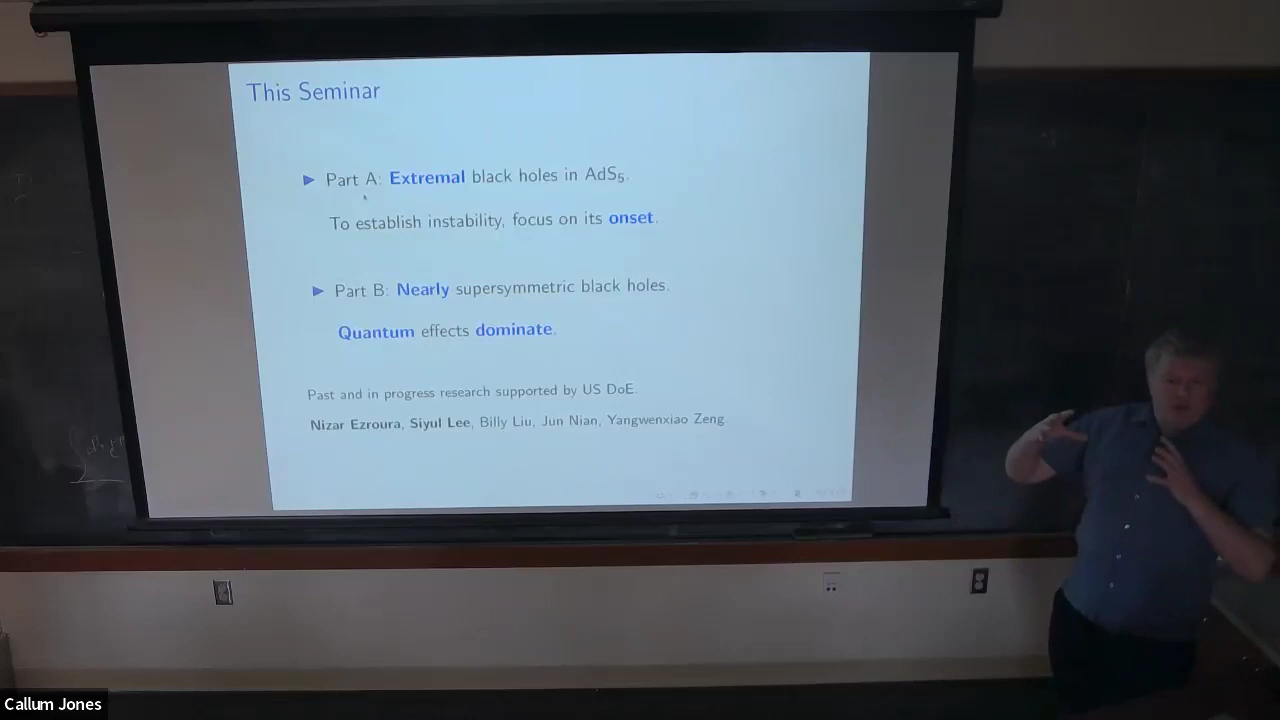 This Seminar
Part A: Extremal black holes in AdS₅.
To establish instability, focus on its onset.
Part B: Nearly supersymmetric black holes.
Quantum effects dominate.
Past and in progress research supported by US DoE.
Nizar Ezroura, Siyul Lee, Billy Liu, Jun Nian, Yangwenxiao Zeng
Callum Jones